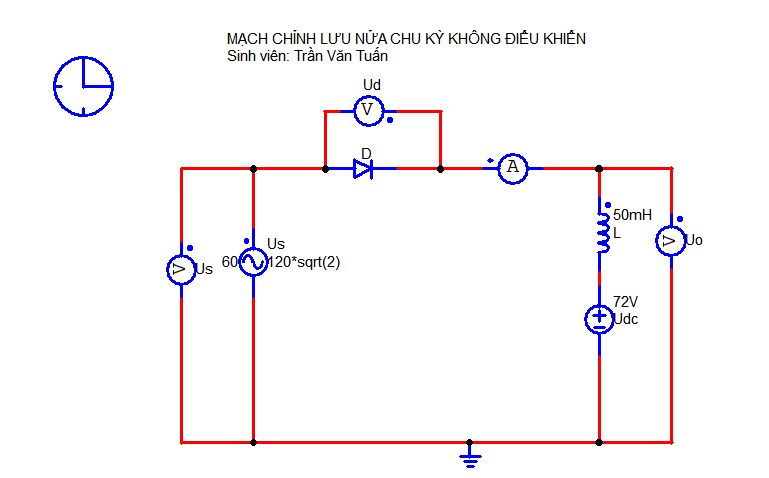 MẠCH CHỈNH LƯU NỬA CHU KỲ KHÔNG ĐIỀU KHIỂN
Sinh viên: Trần Văn Tuấn
Ud
V
D
A
50mH
L
V
Uo
Us
60
120*sqrt(2)
V
Us
72V
Udc